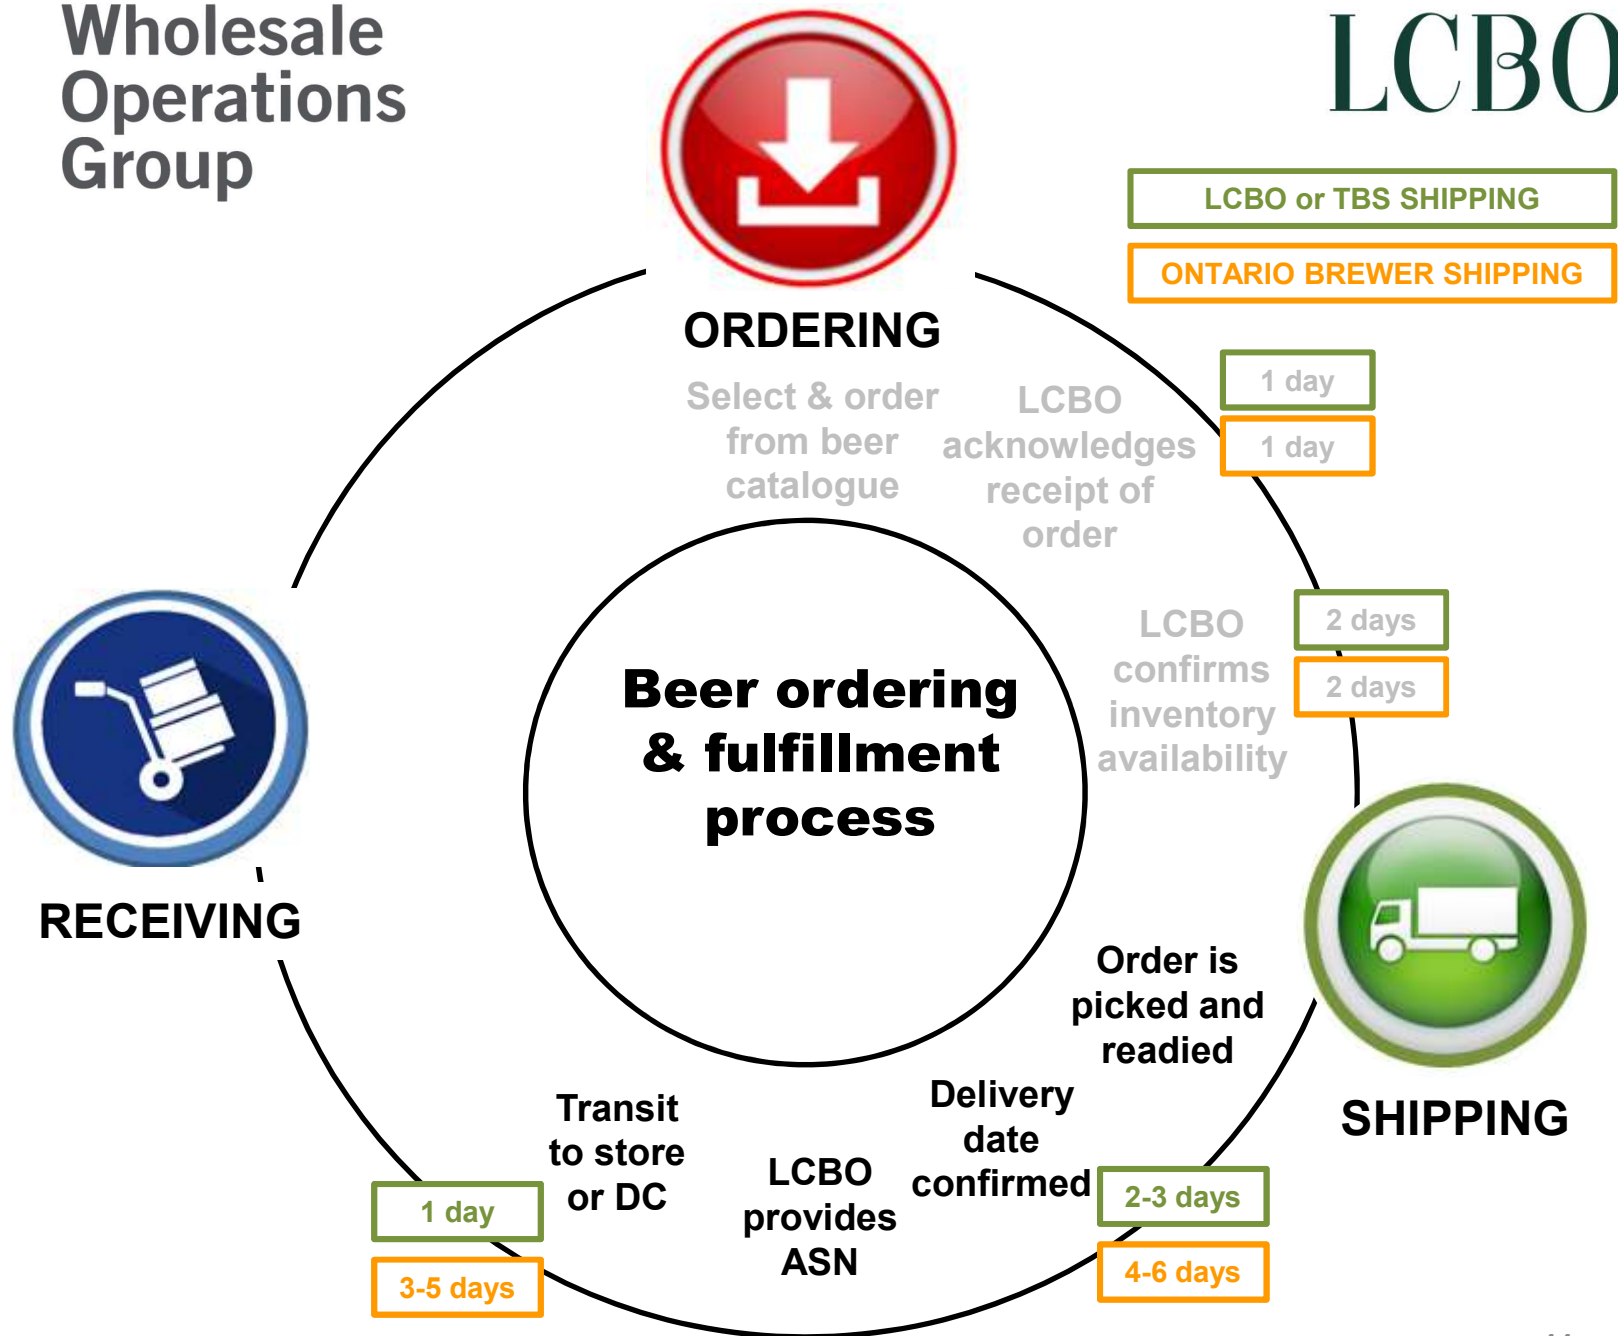 Wholesale
Operations
Group
LCBO
LCBO or TBS SHIPPING
ONTARIO BREWER SHIPPING
ORDERING
Select & order
from beer
catalogue
LCBO
acknowledges
receipt of
order
1 day
1 day
LCBO
confirms
inventory
availability
2 days
2 days
Beer ordering
& fulfillment
process
SHIPPING
Order is
picked and
readied
Delivery
date
confirmed
2-3 days
4-6 days
LCBO
provides
ASN
Transit
to store
or DC
1 day
3-5 days
RECEIVING